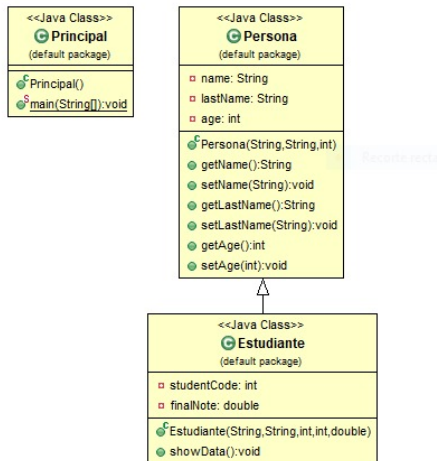 <<Java Class>>
Principal
(default package)
Principal()
main(String[]):void
<<Java Class>>
Persona
(default package)
name: String
lastName: String
age: int
Persona(String,String,int)
getName():String
setName(String):void
getLastName():String
setLastName(String):void
getAge():int
setAge(int):void
<<Java Class>>
Estudiante
(default package)
studentCode: int
finalNote: double
Estudiante(String,String,int,int,double)
showData():void